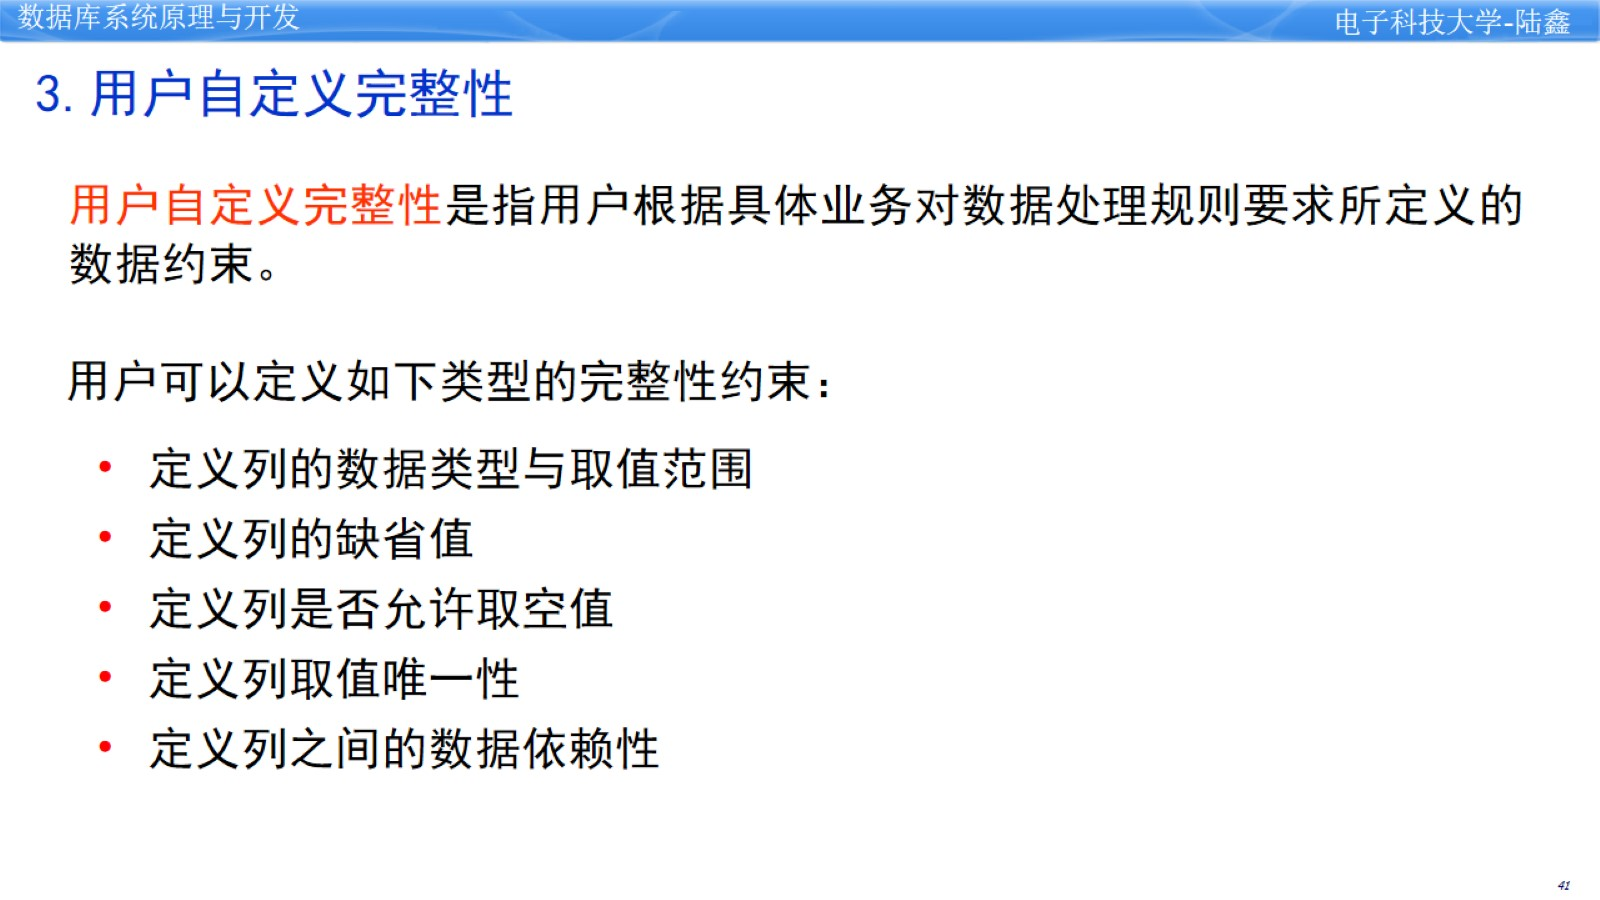 数据库系统原理与开发
电子科技大学-陆鑫
3. 用户自定义完整性
用户自定义完整性是指用户根据具体业务对数据处理规则要求所定义的
数据约束。
用户可以定义如下类型的完整性约束：
• 定义列的数据类型与取值范围
• 定义列的缺省值
• 定义列是否允许取空值
• 定义列取值唯一性
• 定义列之间的数据依赖性
41